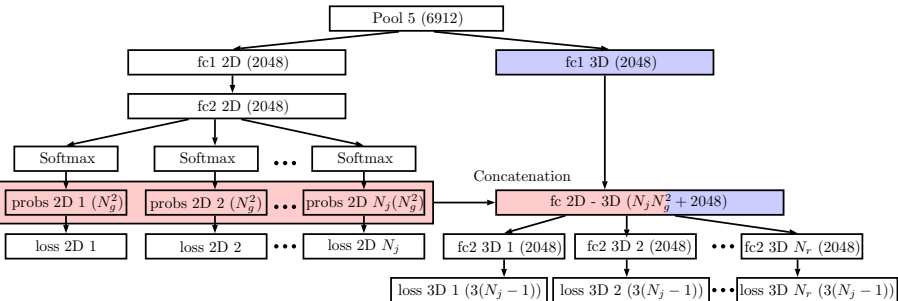 Pool 5 (6912)
fc1 2D (2048)
fc1 3D (2048)
fc2 2D (2048)
Softmax
Softmax
...
Softmax
Concatenation
probs 2D 1 (N_g^2)
probs 2D 2 (N_g^2)
...
probs 2D N_j(N_g^2)
fc 2D - 3D (N_jN_g^2 + 2048)
loss 2D 1
loss 2D 2
...
loss 2D N_j
fc2 3D 1 (2048)
fc2 3D 2 (2048)
...
fc2 3D N_r (2048)
loss 3D 1 (3(N_j − 1))
loss 3D 2 (3(N_j − 1))
...
loss 3D N_r (3(N_j − 1))